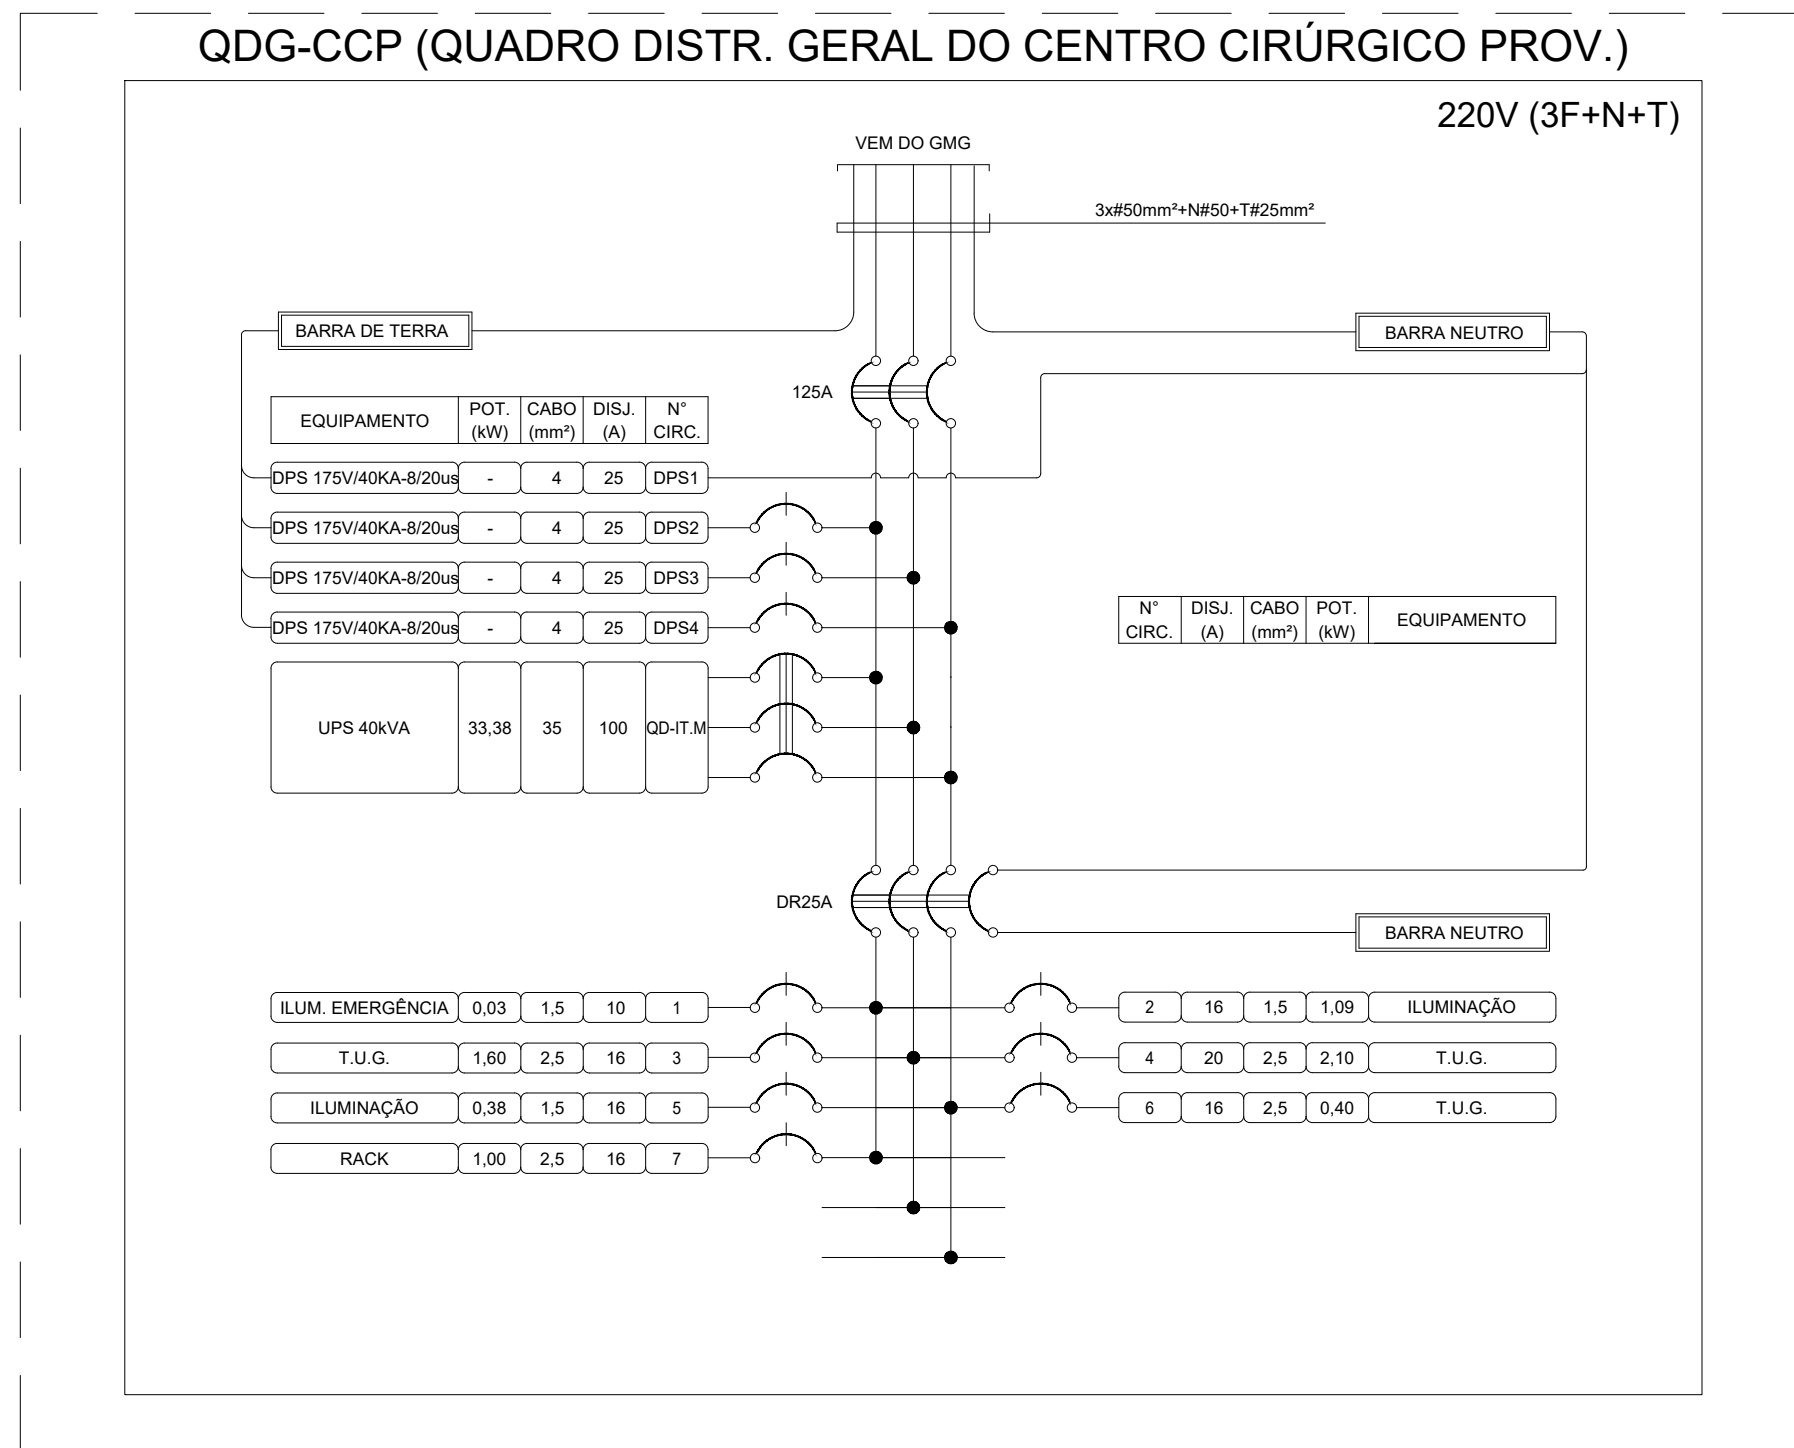 QDG-CCP (QUADRO DISTR. GERAL DO CENTRO CIRÚRGICO PROV.)
220V (3F+N+T)
VEM DO GMG
3x#50mm²+N#50+T#25mm²
BARRA DE TERRA
BARRA NEUTRO
125A
EQUIPAMENTO POT. (kW) CABO (mm²) DISJ. (A) N° CIRC.
DPS 175V/40KA-8/20us - 4 25 DPS1
DPS 175V/40KA-8/20us - 4 25 DPS2
DPS 175V/40KA-8/20us - 4 25 DPS3
DPS 175V/40KA-8/20us - 4 25 DPS4
N° CIRC. DISJ. (A) CABO (mm²) POT. (kW) EQUIPAMENTO
UPS 40kVA 33,38 35 100 QD-IT.M
DR25A
BARRA NEUTRO
ILUM. EMERGÊNCIA 0,03 1,5 10 1
2 16 1,5 1,09 ILUMINAÇÃO
T.U.G. 1,60 2,5 16 3
4 20 2,5 2,10 T.U.G.
ILUMINAÇÃO 0,38 1,5 16 5
6 16 2,5 0,40 T.U.G.
RACK 1,00 2,5 16 7